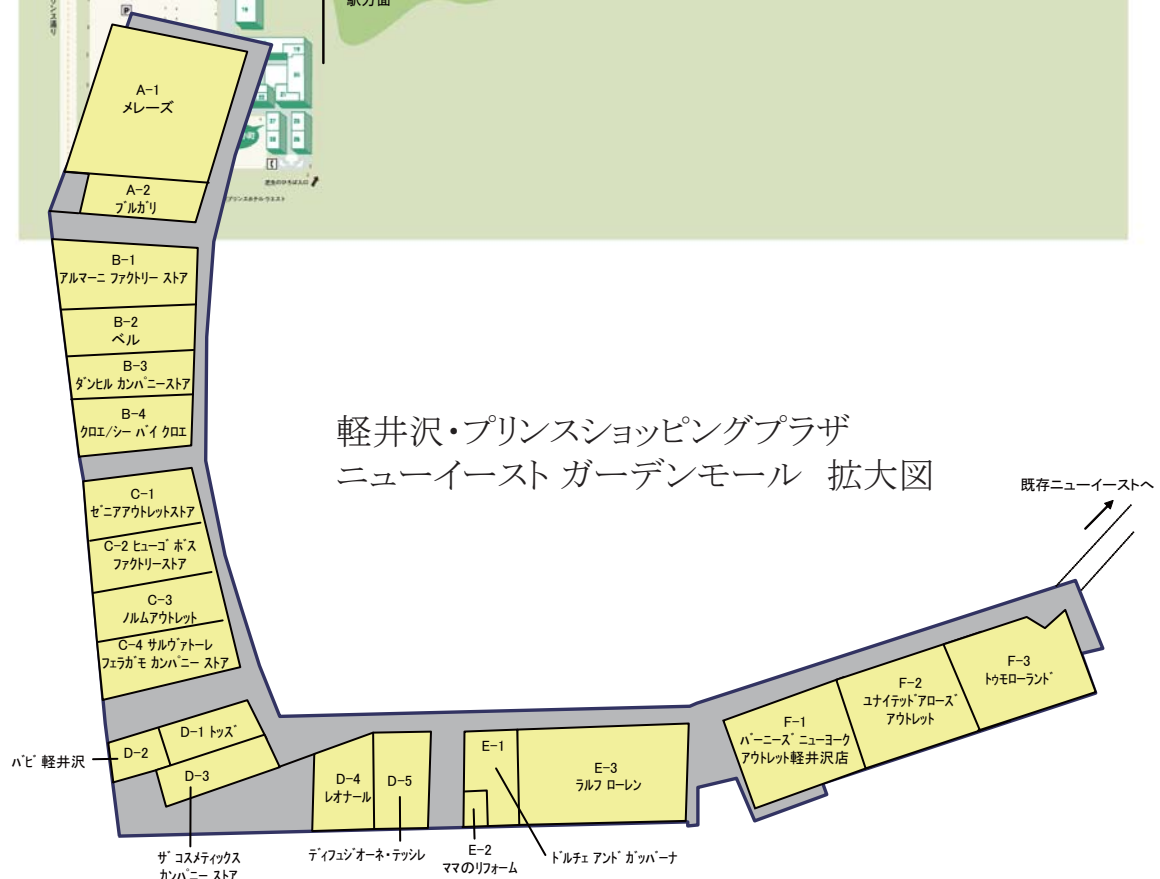 P
駅方面
A-1
メレーズ
A-2
ブルガリ
B-1
アルマーニ ファクトリー ストア
B-2
ベル
B-3
ダンヒル カンパニーストア
B-4
クロエ/シー バイ クロエ
軽井沢・プリンスショッピングプラザ
ニューイースト ガーデンモール 拡大図
既存ニューイーストへ
C-1
ゼニアアウトレットストア
C-2 ヒューゴ ボス
ファクトリーストア
C-3
ノルムアウトレット
C-4 サルヴァトーレ
フェラガモ カンパニー ストア
D-1 トッズ
D-2
バビ 軽井沢
D-3
ザ コスメティックス
カンパニー ストア
D-4
レオナール
D-5
ディフュジオーネ・テッシレ
E-1
ドルチェ アンド ガッバーナ
E-2
ママのリフォーム
E-3
ラルフ ローレン
F-1
バーニーズ ニューヨーク
アウトレット軽井沢店
F-2
ユナイテッドアローズ
アウトレット
F-3
トゥモローランド